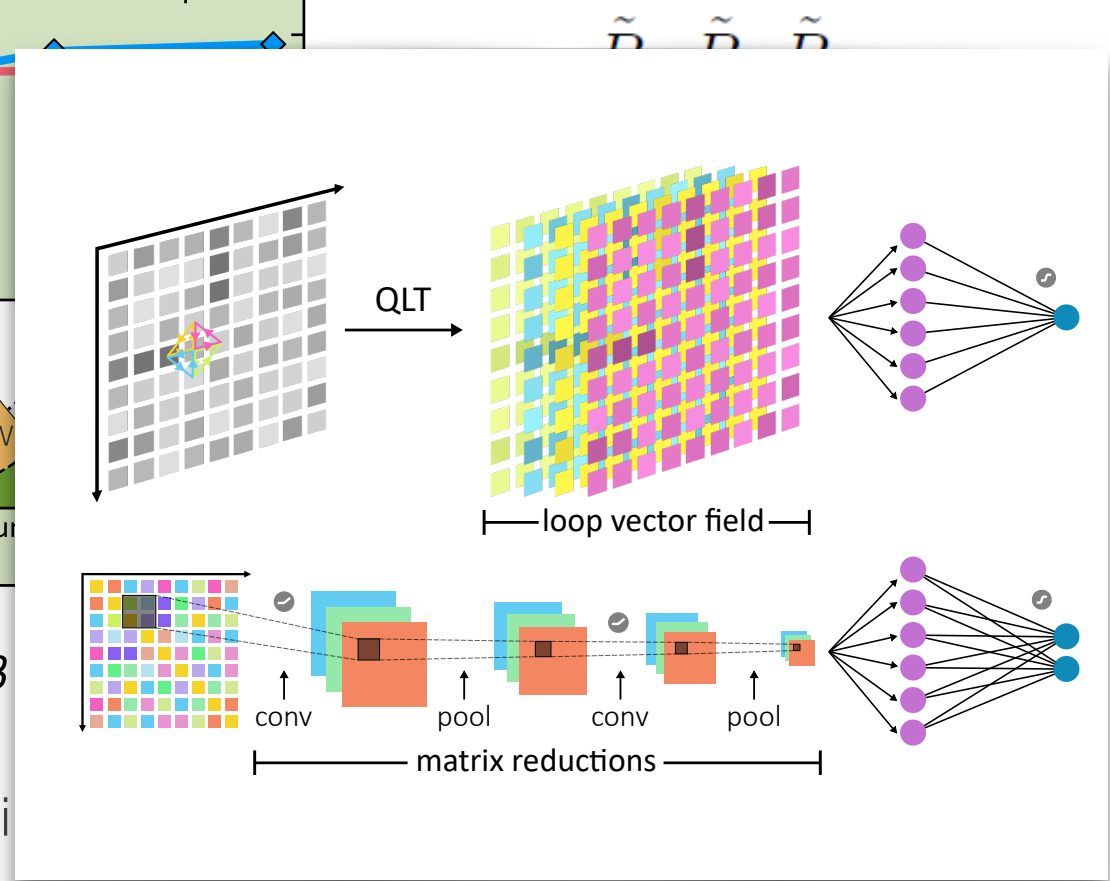 QLT
loop vector field
conv
pool
conv
pool
matrix reductions